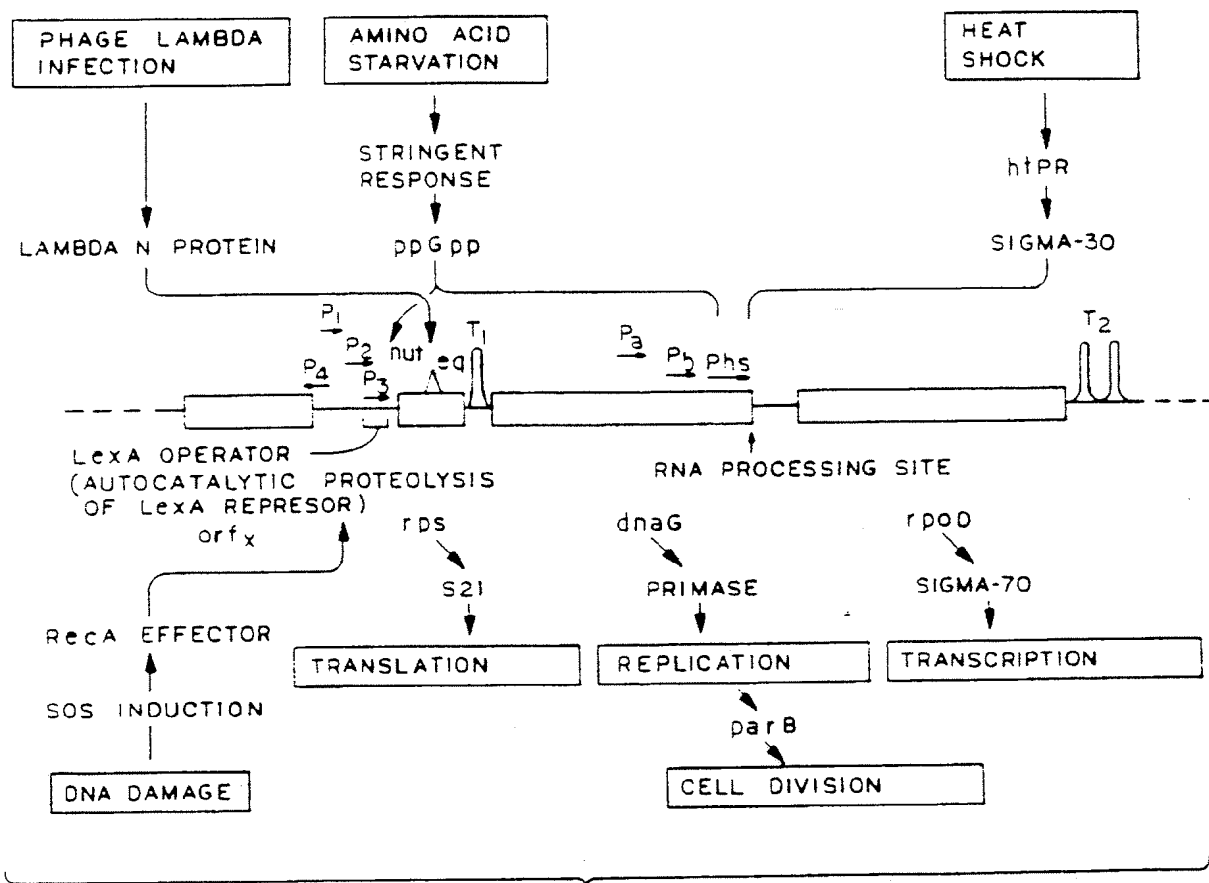 PHAGE LAMBDA
INFECTION
AMINO ACID
STARVATION
HEAT
SHOCK
STRINGENT
RESPONSE
htPR
LAMBDA N PROTEIN
ppGpp
SIGMA-30
P1
P2
P3
P4
nut
eq
T1
Pa
Pb
Phs
T2
LexA OPERATOR
(AUTOCATALYTIC PROTEOLYSIS
OF LexA REPRESOR)
RNA PROCESSING SITE
orfx
rps
dnaG
rpoD
S21
PRIMASE
SIGMA-70
RecA EFFECTOR
TRANSLATION
REPLICATION
TRANSCRIPTION
SOS INDUCTION
parB
DNA DAMAGE
CELL DIVISION